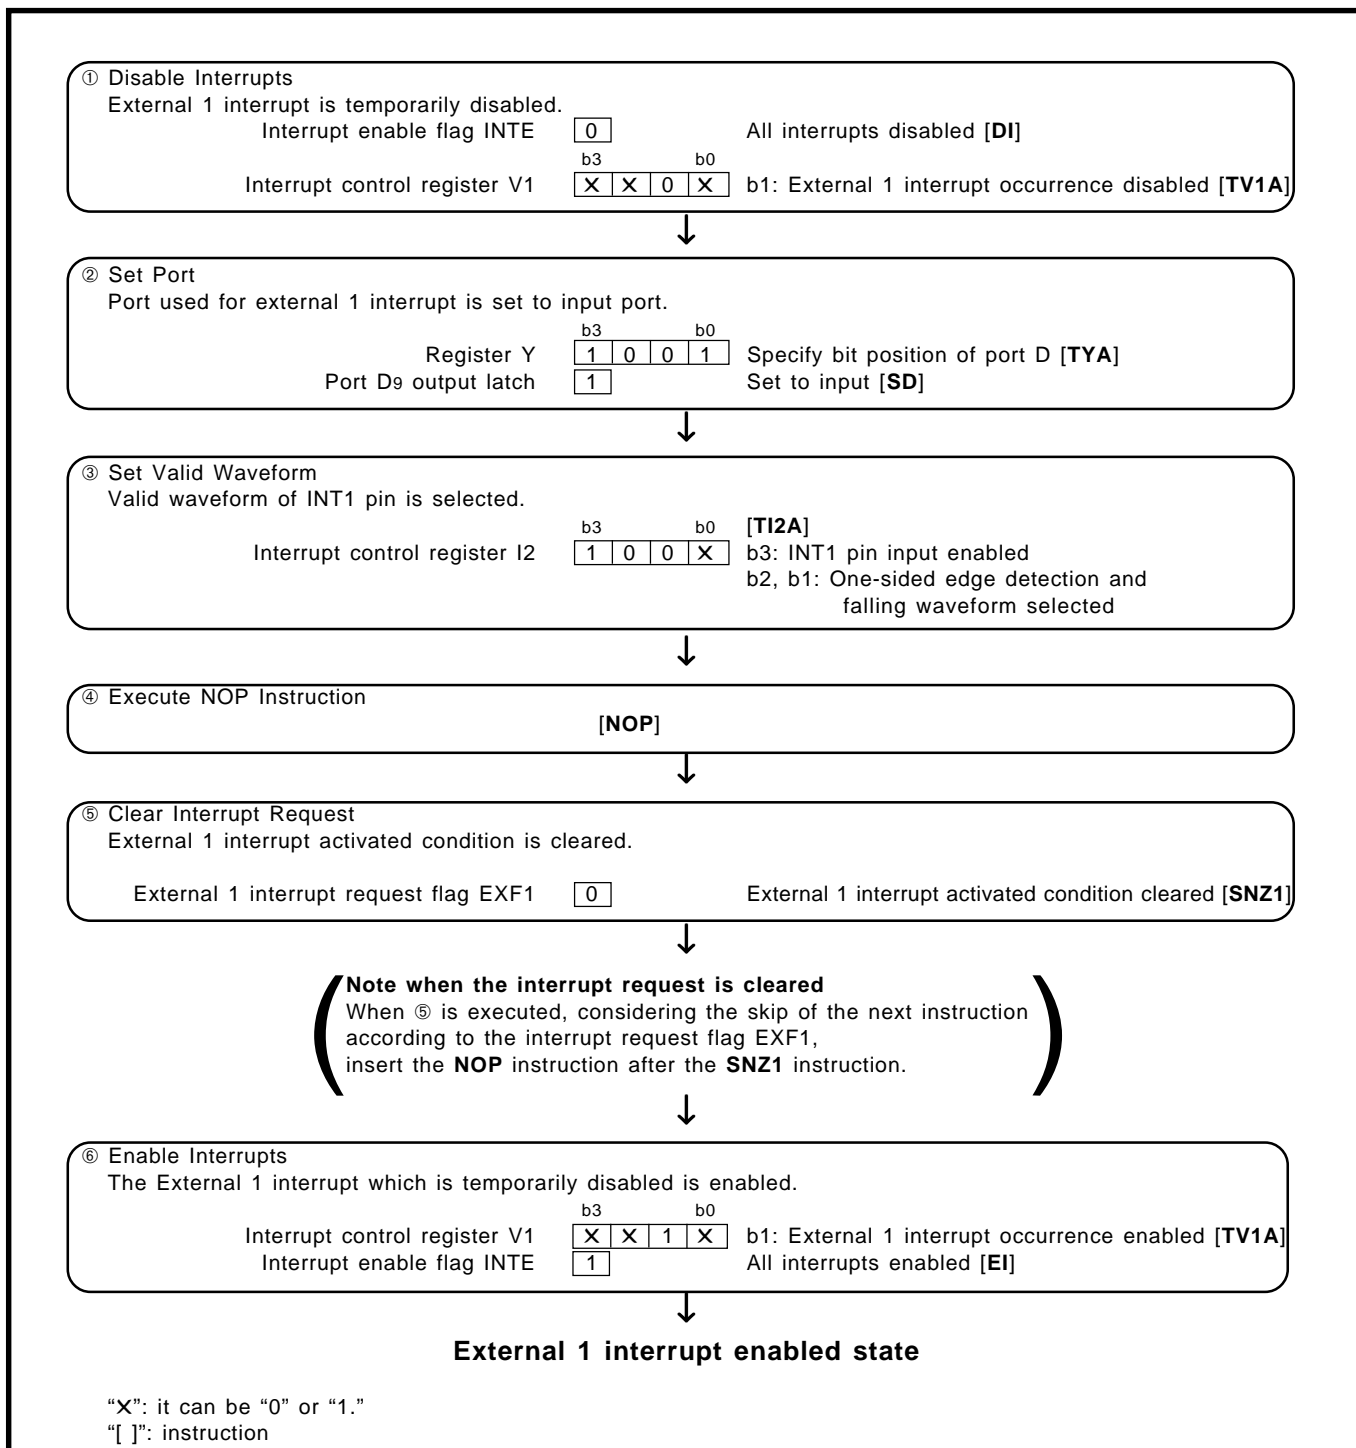 ① Disable Interrupts
External 1 interrupt is temporarily disabled.
Interrupt enable flag INTE 0 All interrupts disabled [DI]
b3 b0
Interrupt control register V1 ✕ ✕ 0 ✕ b1: External 1 interrupt occurrence disabled [TV1A]
↓
② Set Port
Port used for external 1 interrupt is set to input port.
b3 b0
Register Y 1 0 0 1 Specify bit position of port D [TYA]
Port D9 output latch 1 Set to input [SD]
↓
③ Set Valid Waveform
Valid waveform of INT1 pin is selected.
b3 b0 [TI2A]
Interrupt control register I2 1 0 0 ✕ b3: INT1 pin input enabled
b2, b1: One-sided edge detection and
falling waveform selected
↓
④ Execute NOP Instruction
[NOP]
↓
⑤ Clear Interrupt Request
External 1 interrupt activated condition is cleared.
External 1 interrupt request flag EXF1 0 External 1 interrupt activated condition cleared [SNZ1]
↓
Note when the interrupt request is cleared
When ⑤ is executed, considering the skip of the next instruction
according to the interrupt request flag EXF1,
insert the NOP instruction after the SNZ1 instruction.
↓
⑥ Enable Interrupts
The External 1 interrupt which is temporarily disabled is enabled.
b3 b0
Interrupt control register V1 ✕ ✕ 1 ✕ b1: External 1 interrupt occurrence enabled [TV1A]
Interrupt enable flag INTE 1 All interrupts enabled [EI]
↓
External 1 interrupt enabled state
“✕”: it can be “0” or “1.”
“[ ]”: instruction